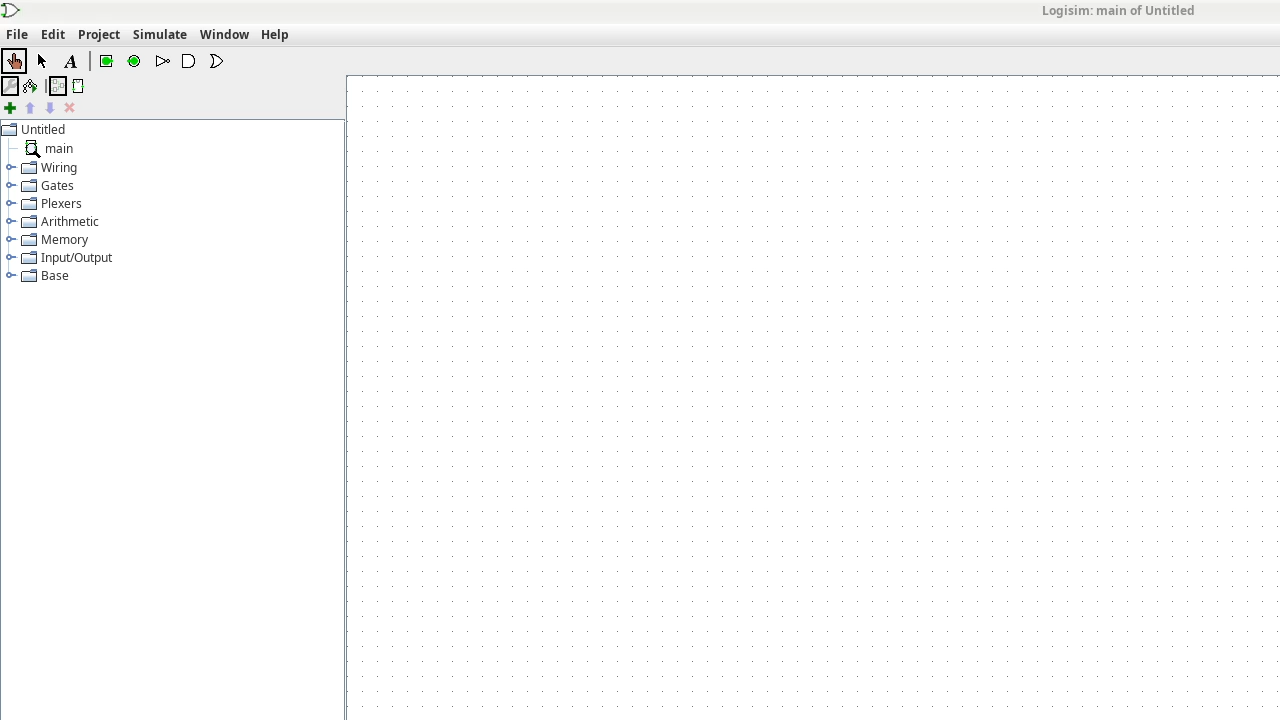 Logisim: main of Untitled
File Edit Project Simulate Window Help
A
Untitled
main
Wiring
Gates
Plexers
Arithmetic
Memory
Input/Output
Base